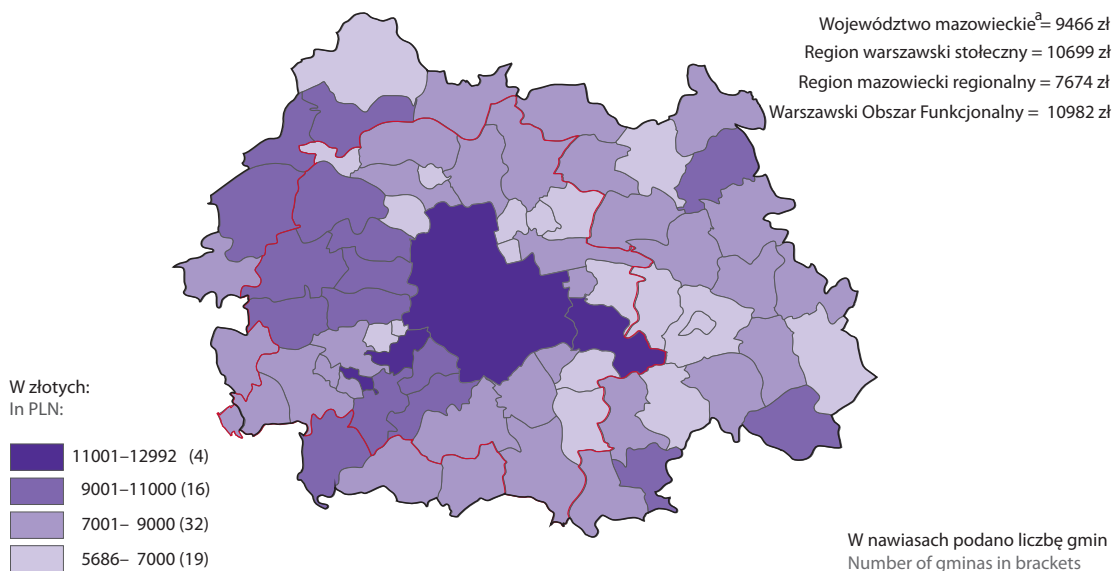 Województwo mazowieckieª = 9466 zł
Region warszawski stołeczny = 10699 zł
Region mazowiecki regionalny = 7674 zł
Warszawski Obszar Funkcjonalny = 10982 zł
W złotych:
In PLN:
11001–12992 (4)
9001–11000 (16)
7001– 9000 (32)
5686– 7000 (19)
W nawiasach podano liczbę gmin
Number of gminas in brackets